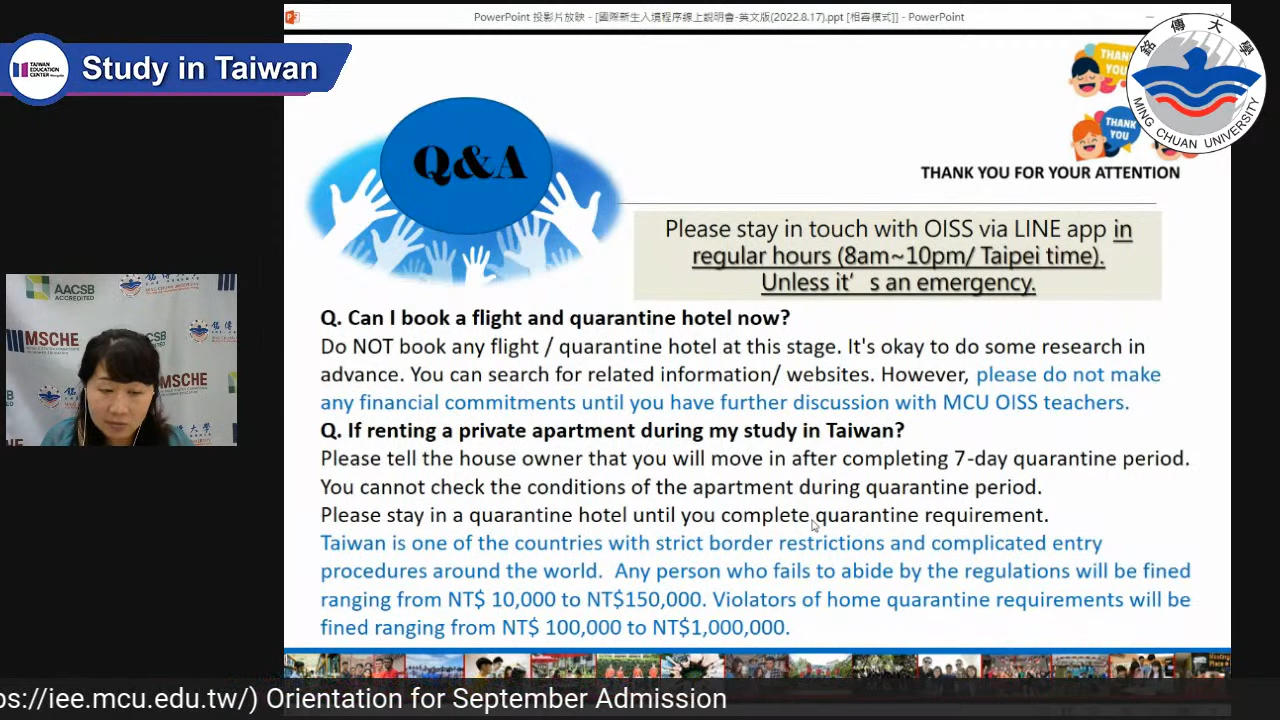 PowerPoint 投影片放映 - [國際新生入境程序線上說明會-英文版(2022.8.17).ppt [相容模式]] - PowerPoint
TAIWAN
EDUCATION
CENTER
Study in Taiwan
銘傳大學
MING CHUAN UNIVERSITY
THANK
YOU
THANK
YOU
Q&A
THANK YOU FOR YOUR ATTENTION
Please stay in touch with OISS via LINE app in
regular hours (8am~10pm/ Taipei time).
Unless it’s an emergency.
AACSB
ACCREDITED
MSCHE
MSCHE
Q. Can I book a flight and quarantine hotel now?
Do NOT book any flight / quarantine hotel at this stage. It's okay to do some research in
advance. You can search for related information/ websites. However, please do not make
any financial commitments until you have further discussion with MCU OISS teachers.
Q. If renting a private apartment during my study in Taiwan?
Please tell the house owner that you will move in after completing 7-day quarantine period.
You cannot check the conditions of the apartment during quarantine period.
Please stay in a quarantine hotel until you complete quarantine requirement.
Taiwan is one of the countries with strict border restrictions and complicated entry
procedures around the world. Any person who fails to abide by the regulations will be fined
ranging from NT$ 10,000 to NT$150,000. Violators of home quarantine requirements will be
fined ranging from NT$ 100,000 to NT$1,000,000.
ps://iee.mcu.edu.tw/) Orientation for September Admission